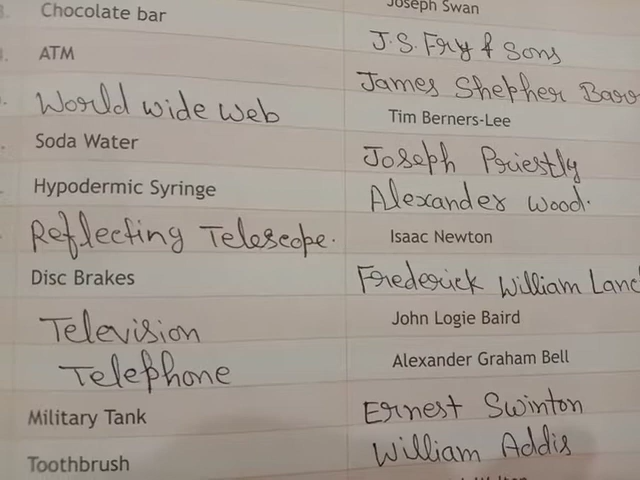 Joseph Swan
Chocolate bar J.S. Fry & Sons
ATM James Shepher
World wide web Tim Berners-Lee
Soda Water Joseph Priestly
Hypodermic Syringe Alexander Wood.
Reflecting Telescope. Isaac Newton
Disc Brakes Frederick William
Television John Logie Baird
Telephone Alexander Graham Bell
Military Tank Ernest Swinton
Toothbrush William Addis